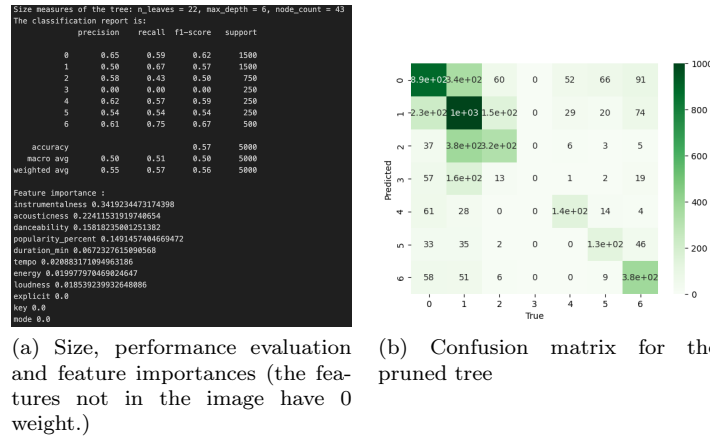 Size measures of the tree: n_leaves = 22, max_depth = 6, node_count = 43
The classification report is:
precision recall f1-score support
0 0.65 0.59 0.62 1500
1 0.50 0.67 0.57 1500
2 0.58 0.43 0.50 750
3 0.00 0.00 0.00 250
4 0.62 0.57 0.59 250
5 0.54 0.54 0.54 250
6 0.61 0.75 0.67 500
accuracy 0.57 5000
macro avg 0.50 0.51 0.50 5000
weighted avg 0.55 0.57 0.56 5000
Feature importance :
instrumentalness 0.3419234473174398
acousticness 0.22411531919740654
danceability 0.15818235001251382
popularity_percent 0.1491457404669472
duration_min 0.0672327615090568
tempo 0.020883171094963186
energy 0.019977970469024647
loudness 0.018539239932648086
explicit 0.0
key 0.0
mode 0.0
(a) Size, performance evaluation
and feature importances (the fea-
tures not in the image have 0
weight.)
Predicted
0 8.9e+02 3.4e+02 60 0 52 66 91
1 2.3e+02 1e+03 1.5e+02 0 29 20 74
2 37 3.8e+02 3.2e+02 0 6 3 5
3 57 1.6e+02 13 0 1 2 19
4 61 28 0 0 1.4e+02 14 4
5 33 35 2 0 0 1.3e+02 46
6 58 51 6 0 0 9 3.8e+02
0 1 2 3 4 5 6
True
1000
800
600
400
200
0
(b) Confusion matrix for the
pruned tree